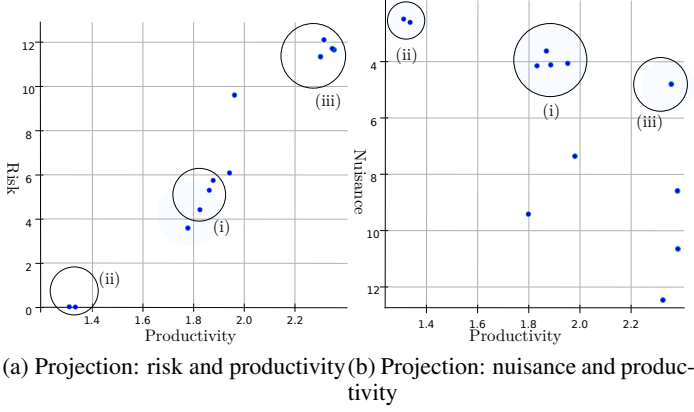 12
10
8
6
4
2
0
Risk
(iii)
(i)
(ii)
1.4
1.6
1.8
2.0
2.2
Productivity
(a) Projection: risk and productivity
4
6
8
10
12
Nuisance
(ii)
(i)
(iii)
1.4
1.6
1.8
2.0
2.2
Productivity
(b) Projection: nuisance and produc-
tivity